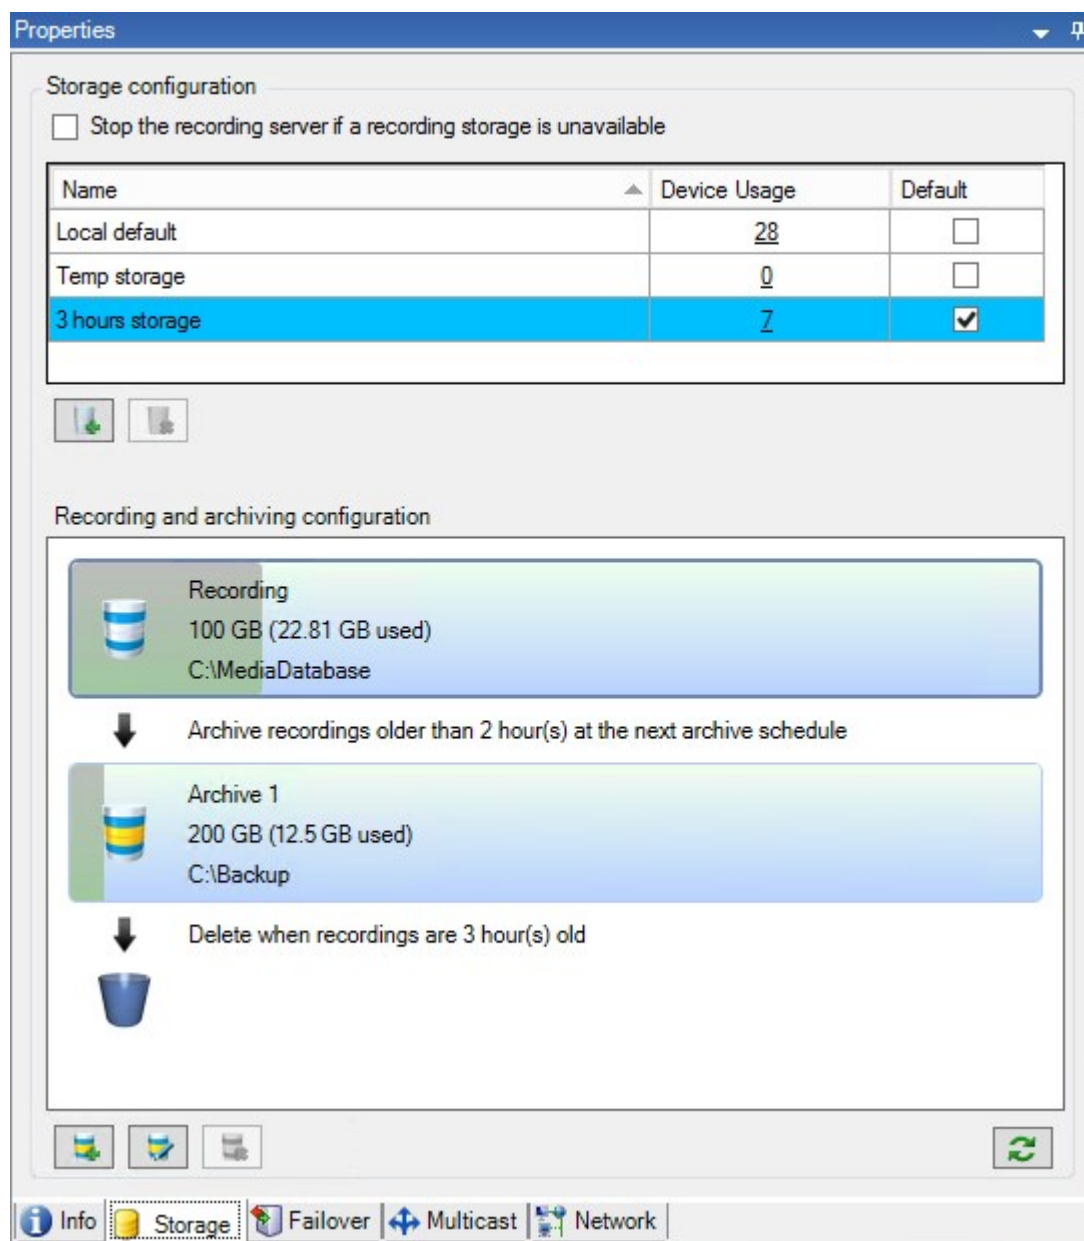 Properties
Storage configuration
Stop the recording server if a recording storage is unavailable
Name Device Usage Default
Local default 28
Temp storage 0
3 hours storage 7
Recording and archiving configuration
Recording
100 GB (22.81 GB used)
C:\MediaDatabase
Archive recordings older than 2 hour(s) at the next archive schedule
Archive 1
200 GB (12.5 GB used)
C:\Backup
Delete when recordings are 3 hour(s) old
Info Storage Failover Multicast Network